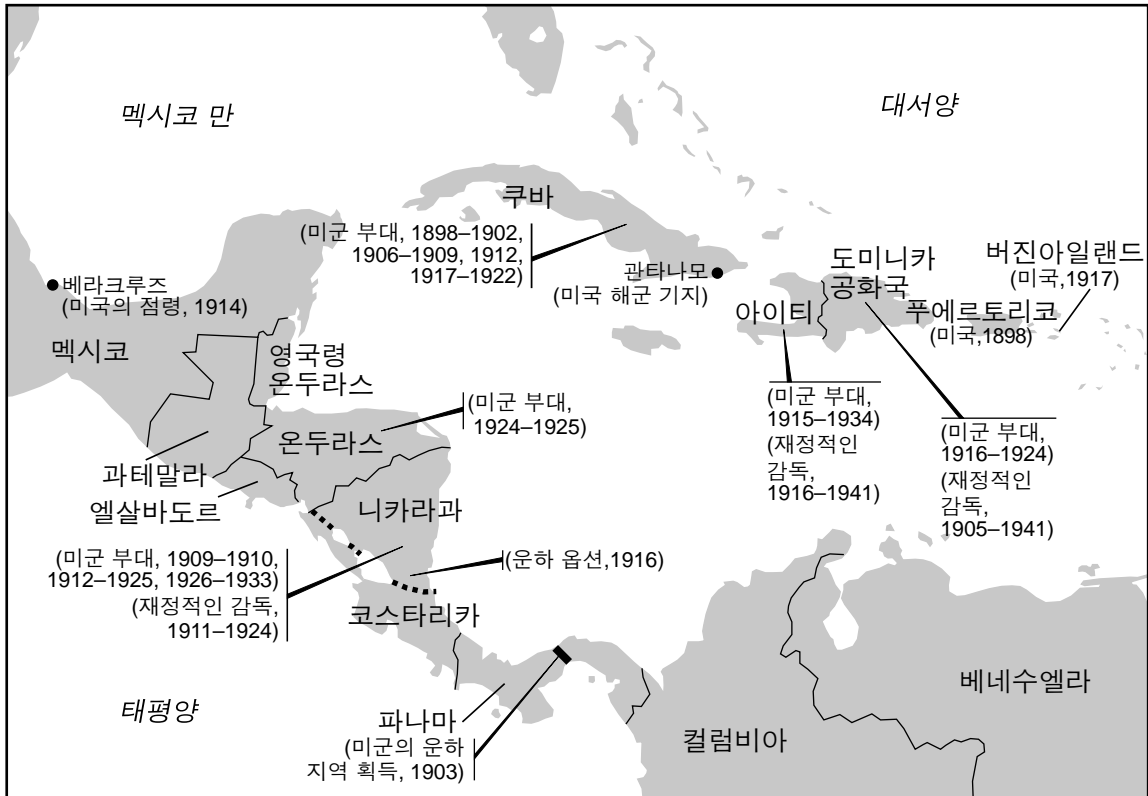 멕시코 만
대서양
쿠바
(미군 부대, 1898–1902,
1906–1909, 1912,
1917–1922)
관타나모
(미국 해군 기지)
도미니카
공화국
버진아일랜드
(미국,1917)
아이티
푸에르토리코
(미국,1898)
베라크루즈
(미국의 점령, 1914)
멕시코
영국령
온두라스
(미군 부대,
1924–1925)
온두라스
(미군 부대,
1915–1934)
(재정적인
감독,
1916–1941)
(미군 부대,
1916–1924)
(재정적인
감독,
1905–1941)
과테말라
엘살바도르
니카라과
(미군 부대, 1909–1910,
1912–1925, 1926–1933)
(재정적인 감독,
1911–1924)
(운하 옵션,1916)
코스타리카
태평양
파나마
(미군의 운하
지역 획득, 1903)
컬럼비아
베네수엘라